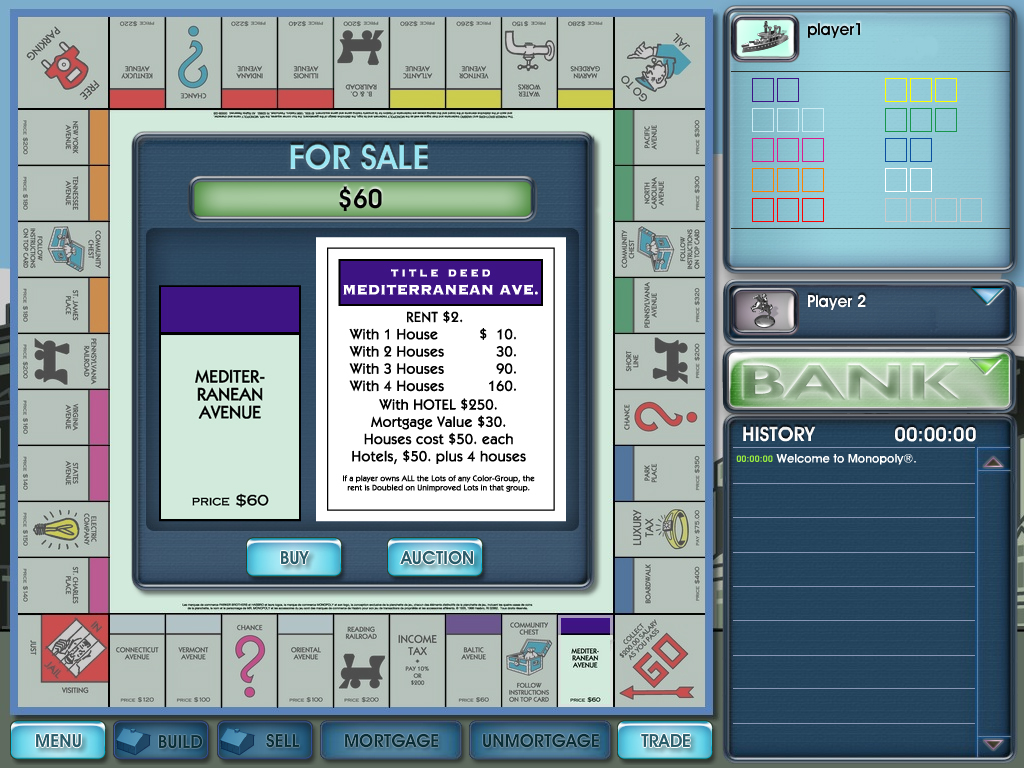 FREE
PARKING
PRICE $220
KENTUCKY
AVENUE
CHANCE
PRICE $220
INDIANA
AVENUE
PRICE $240
ILLINOIS
AVENUE
PRICE $200
B. & O.
RAILROAD
PRICE $260
ATLANTIC
AVENUE
PRICE $260
VENTNOR
AVENUE
PRICE $150
WATER
WORKS
PRICE $280
MARVIN
GARDENS
GO TO
JAIL
NEW YORK
AVENUE
PRICE $200
TENNESSEE
AVENUE
PRICE $180
COMMUNITY
CHEST
FOLLOW
INSTRUCTIONS
ON TOP CARD
ST. JAMES
PLACE
PRICE $180
PENNSYLVANIA
RAILROAD
PRICE $200
VIRGINIA
AVENUE
PRICE $160
STATES
AVENUE
PRICE $140
ELECTRIC
COMPANY
PRICE $150
ST. CHARLES
PLACE
PRICE $140
FOR SALE
$60
MEDITER-
RANEAN
AVENUE
PRICE $60
TITLE DEED
MEDITERRANEAN AVE.
RENT $2.
With 1 House $ 10.
With 2 Houses 30.
With 3 Houses 90.
With 4 Houses 160.
With HOTEL $250.
Mortgage Value $30.
Houses cost $50. each
Hotels, $50. plus 4 houses
If a player owns ALL the Lots of any Color-Group, the
rent is Doubled on Unimproved Lots in that group.
BUY
AUCTION
PACIFIC
AVENUE
PRICE $300
NORTH
CAROLINA
AVENUE
PRICE $300
COMMUNITY
CHEST
FOLLOW
INSTRUCTIONS
ON TOP CARD
PENNSYLVANIA
AVENUE
PRICE $320
SHORT
LINE
PRICE $200
CHANCE
PARK
PLACE
PRICE $350
LUXURY
TAX
PAY $75.00
BOARDWALK
PRICE $400
JUST
IN
JAIL
VISITING
CONNECTICUT
AVENUE
PRICE $120
VERMONT
AVENUE
PRICE $100
CHANCE
ORIENTAL
AVENUE
PRICE $100
READING
RAILROAD
PRICE $200
INCOME
TAX
PAY 10%
OR
$200
BALTIC
AVENUE
PRICE $60
COMMUNITY
CHEST
FOLLOW
INSTRUCTIONS
ON TOP CARD
MEDITER-
RANEAN
AVENUE
PRICE $60
COLLECT
$200.00 SALARY
AS YOU PASS
GO
MENU
BUILD
SELL
MORTGAGE
UNMORTGAGE
TRADE
player1
Player 2
BANK
HISTORY 00:00:00
00:00:00 Welcome to Monopoly®.